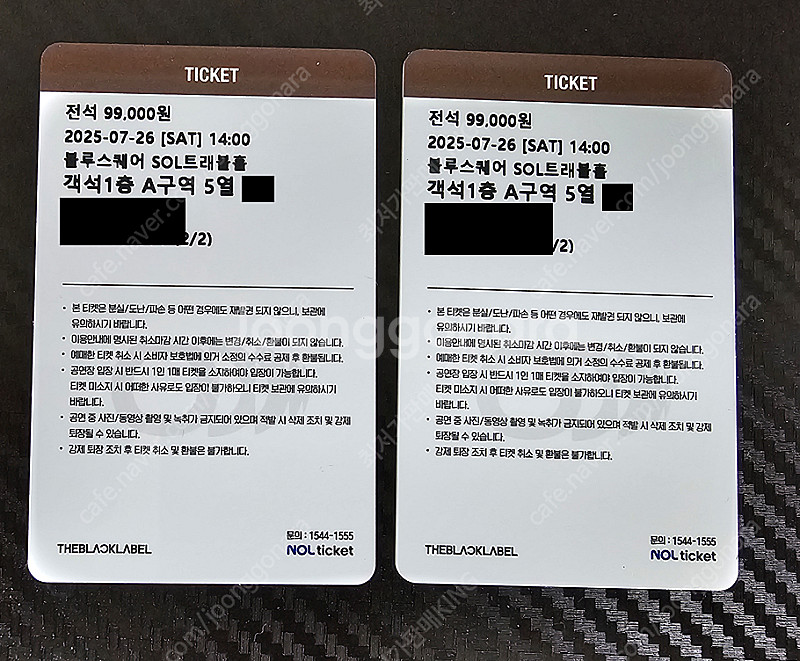 TICKET
전석 99,000원
2025-07-26 [SAT] 14:00
블루스퀘어 SOL트래블홀
객석1층 A구역 5열
2/2)
• 본 티켓은 분실/도난/파손 등 어떤 경우에도 재발권 되지 않으니, 보관에
유의하시기 바랍니다.
• 이용안내에 명시된 취소마감 시간 이후에는 변경/취소/환불이 되지 않습니다.
• 예매한 티켓 취소 시 소비자 보호법에 의거 소정의 수수료 공제 후 환불됩니다.
• 공연장 입장 시 반드시 1인 1매 티켓을 소지하여야 입장이 가능합니다.
티켓 미소지 시 어떠한 사유로도 입장이 불가하오니 티켓 보관에 유의하시기
바랍니다.
• 공연 중 사진/동영상 촬영 및 녹취가 금지되어 있으며 적발 시 삭제 조치 및 강제
퇴장될 수 있습니다.
• 강제 퇴장 조치 후 티켓 취소 및 환불은 불가합니다.
THEBLACKLABEL
문의 : 1544-1555
NOL ticket
TICKET
전석 99,000원
2025-07-26 [SAT] 14:00
블루스퀘어 SOL트래블홀
객석1층 A구역 5열
/2)
• 본 티켓은 분실/도난/파손 등 어떤 경우에도 재발권 되지 않으니, 보관에
유의하시기 바랍니다.
• 이용안내에 명시된 취소마감 시간 이후에는 변경/취소/환불이 되지 않습니다.
• 예매한 티켓 취소 시 소비자 보호법에 의거 소정의 수수료 공제 후 환불됩니다.
• 공연장 입장 시 반드시 1인 1매 티켓을 소지하여야 입장이 가능합니다.
티켓 미소지 시 어떠한 사유로도 입장이 불가하오니 티켓 보관에 유의하시기
바랍니다.
• 공연 중 사진/동영상 촬영 및 녹취가 금지되어 있으며 적발 시 삭제 조치 및 강제
퇴장될 수 있습니다.
• 강제 퇴장 조치 후 티켓 취소 및 환불은 불가합니다.
THEBLACKLABEL
문의 : 1544-1555
NOL ticket
joonggonara
cafe.naver.com/joonggonara